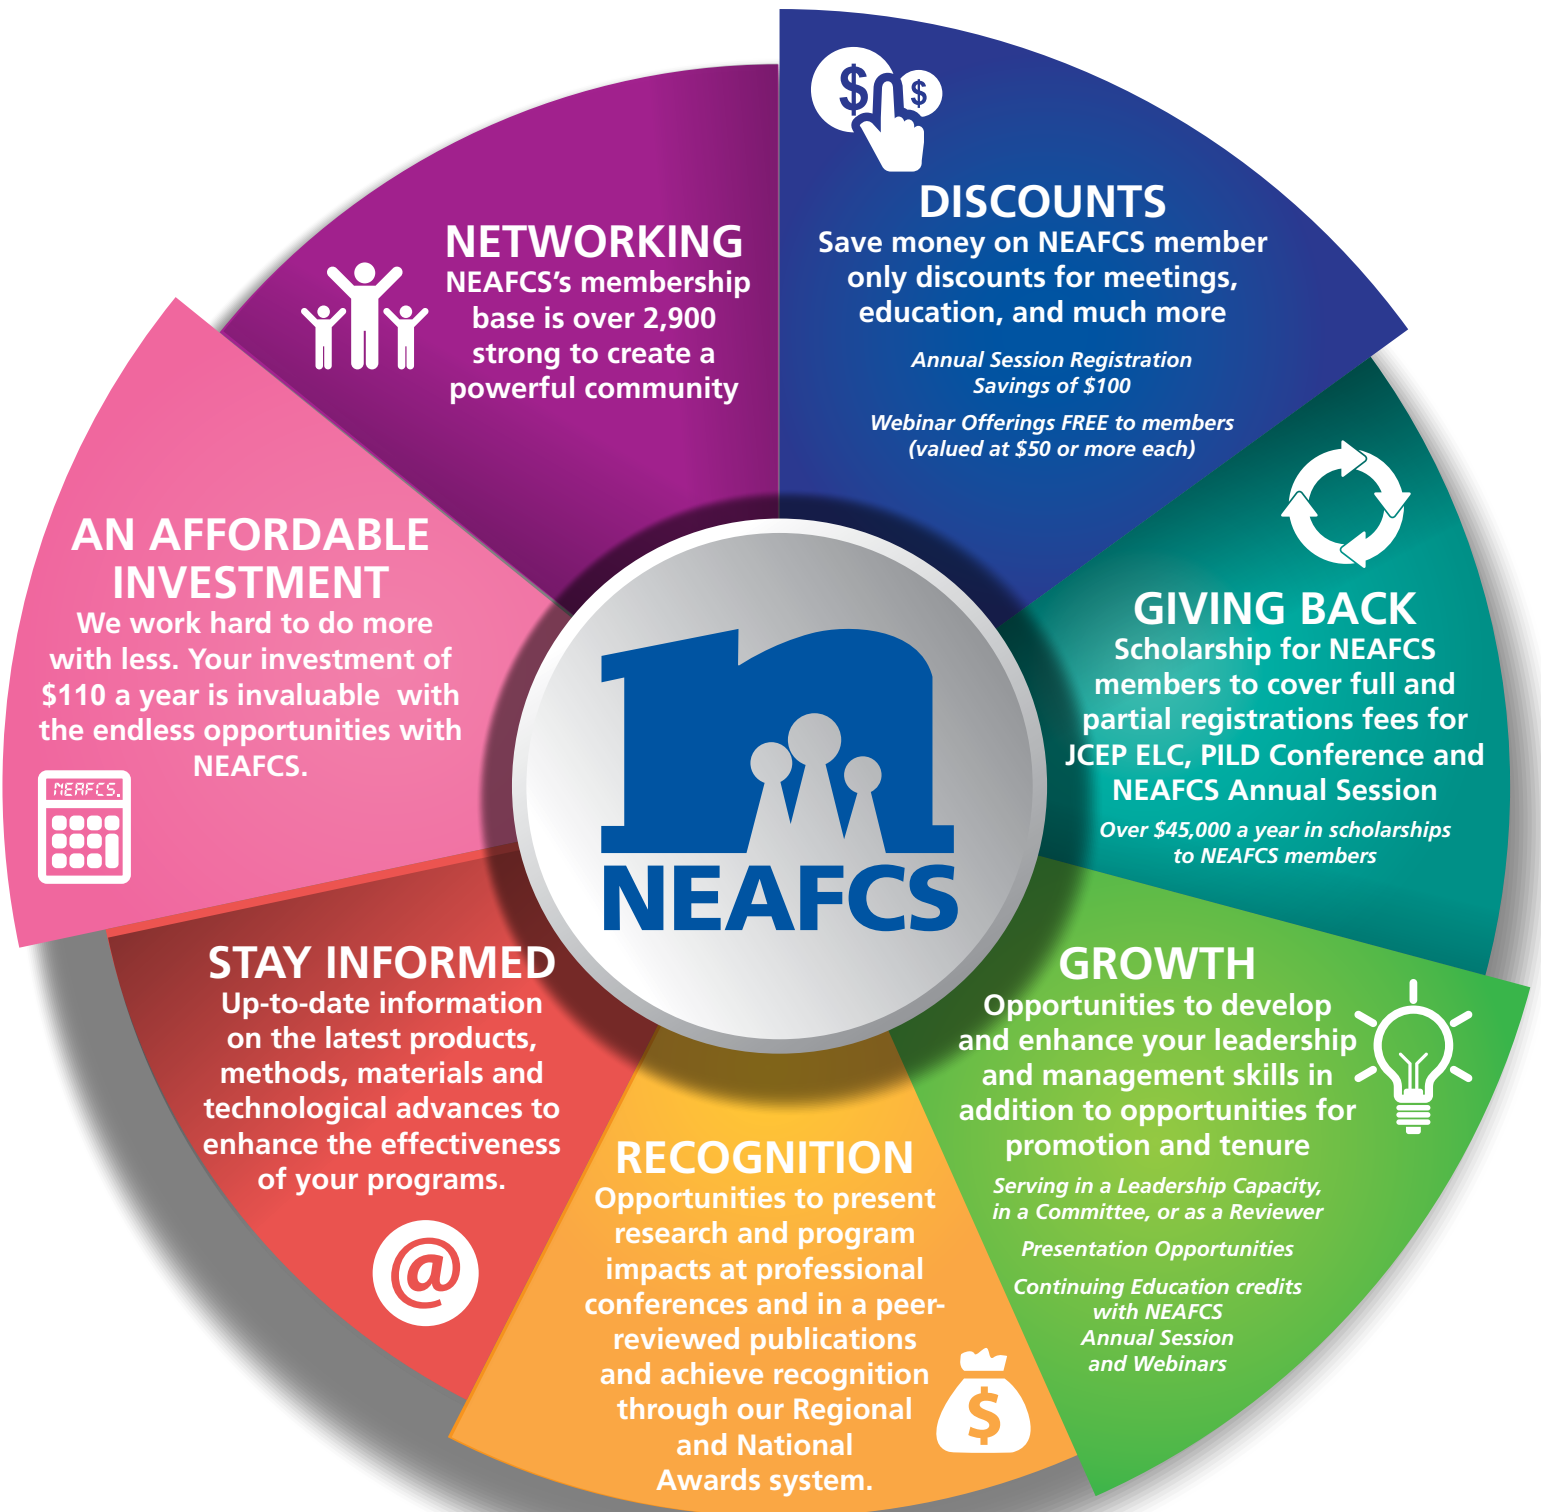 DISCOUNTS
Save money on NEAFCS member
only discounts for meetings,
education, and much more
Annual Session Registration
Savings of $100
Webinar Offerings FREE to members
(valued at $50 or more each)
GIVING BACK
Scholarship for NEAFCS
members to cover full and
partial registrations fees for
JCEP ELC, PILD Conference and
NEAFCS Annual Session
Over $45,000 a year in scholarships
to NEAFCS members
GROWTH
Opportunities to develop
and enhance your leadership
and management skills in
addition to opportunities for
promotion and tenure
Serving in a Leadership Capacity,
in a Committee, or as a Reviewer
Presentation Opportunities
Continuing Education credits
with NEAFCS
Annual Session
and Webinars
RECOGNITION
Opportunities to present
research and program
impacts at professional
conferences and in a peer-
reviewed publications
and achieve recognition
through our Regional
and National
Awards system.
$
STAY INFORMED
Up-to-date information
on the latest products,
methods, materials and
technological advances to
enhance the effectiveness
of your programs.
@
AN AFFORDABLE
INVESTMENT
We work hard to do more
with less. Your investment of
$110 a year is invaluable  with
the endless opportunities with
NEAFCS.
NEAFCS.
NETWORKING
NEAFCS's membership
base is over 2,900
strong to create a
powerful community
$ $
n
NEAFCS